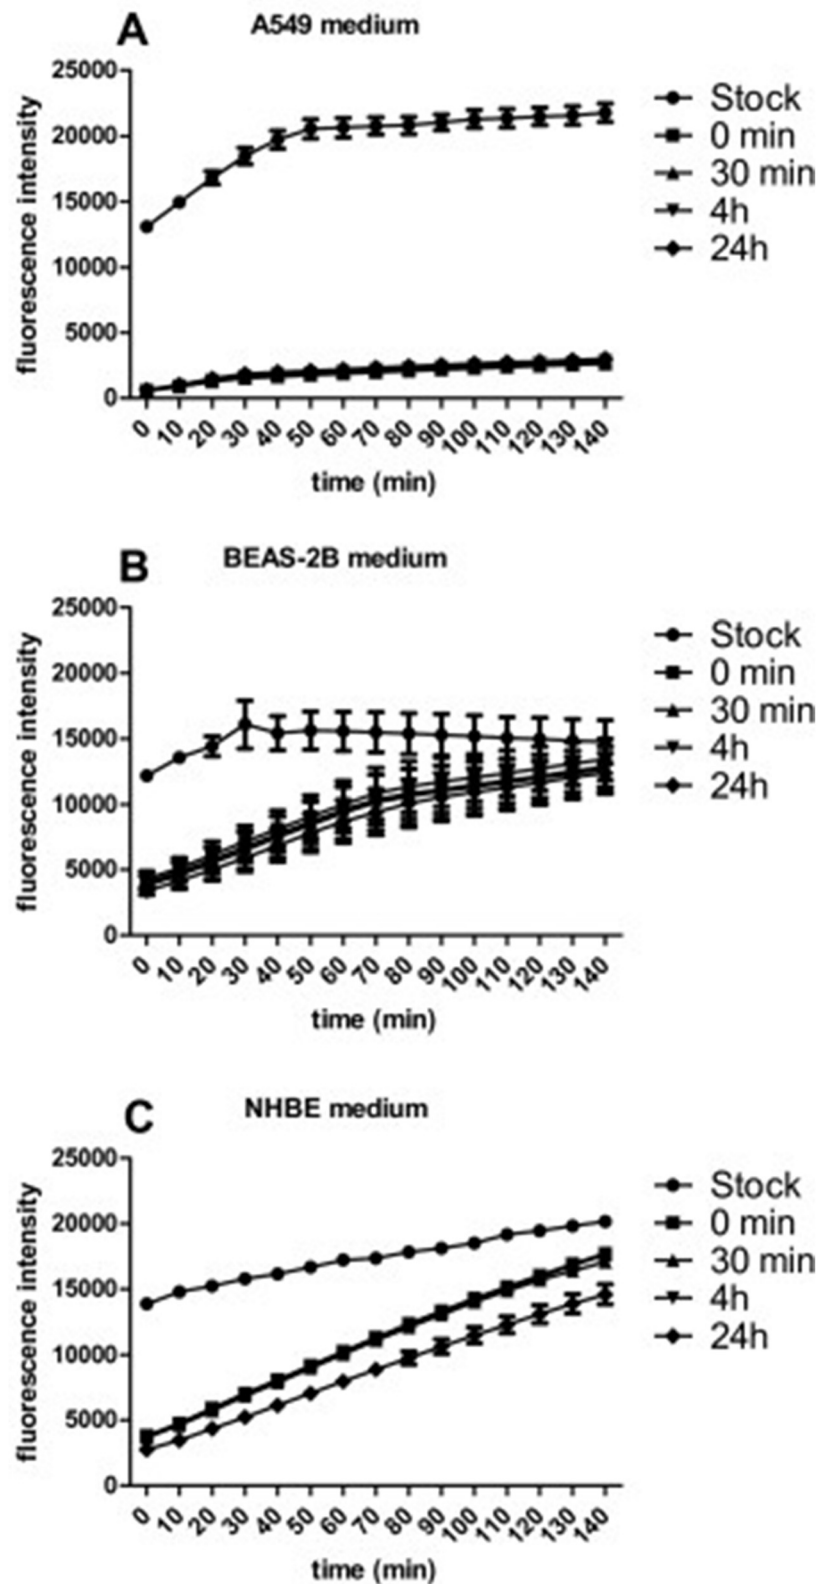 A
A549 medium
fluorescence intensity
25000
20000
15000
10000
5000
0
0 10 20 30 40 50 60 70 80 90 100 110 120 130 140
time (min)
Stock
0 min
30 min
4h
24h
B
BEAS-2B medium
fluorescence intensity
25000
20000
15000
10000
5000
0
0 10 20 30 40 50 60 70 80 90 100 110 120 130 140
time (min)
Stock
0 min
30 min
4h
24h
C
NHBE medium
fluorescence intensity
25000
20000
15000
10000
5000
0
0 10 20 30 40 50 60 70 80 90 100 110 120 130 140
time (min)
Stock
0 min
30 min
4h
24h